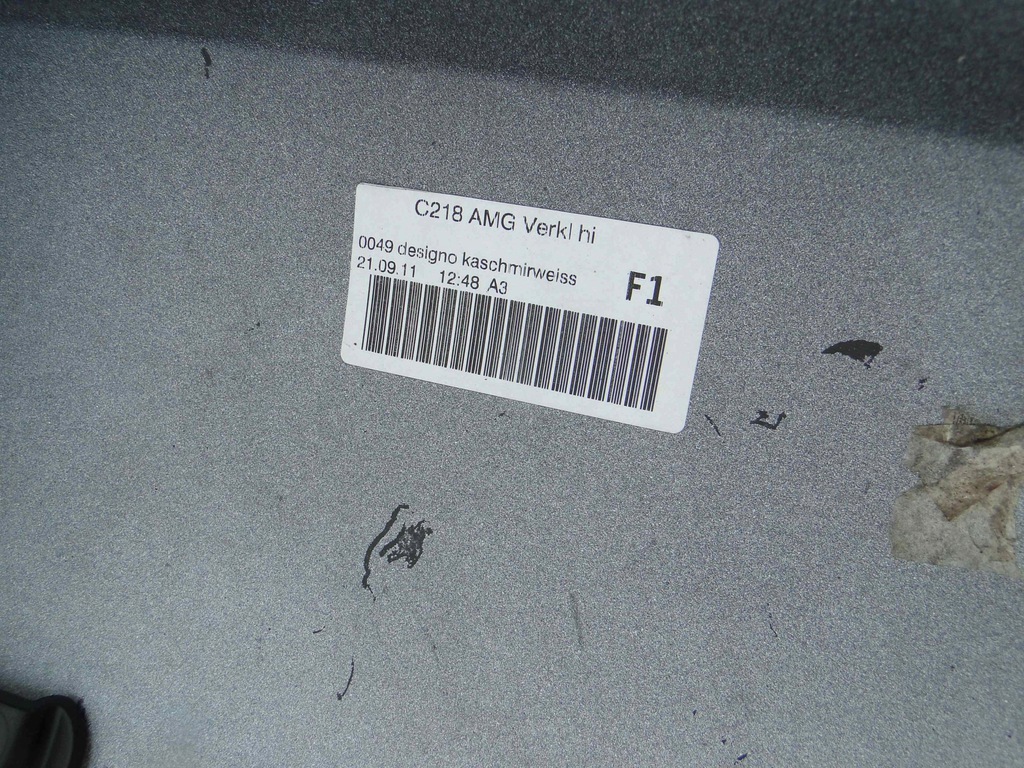 C218 AMG Verkl hi
0049 designo kaschmirweiss
21.09.11 12:48 A3
F1